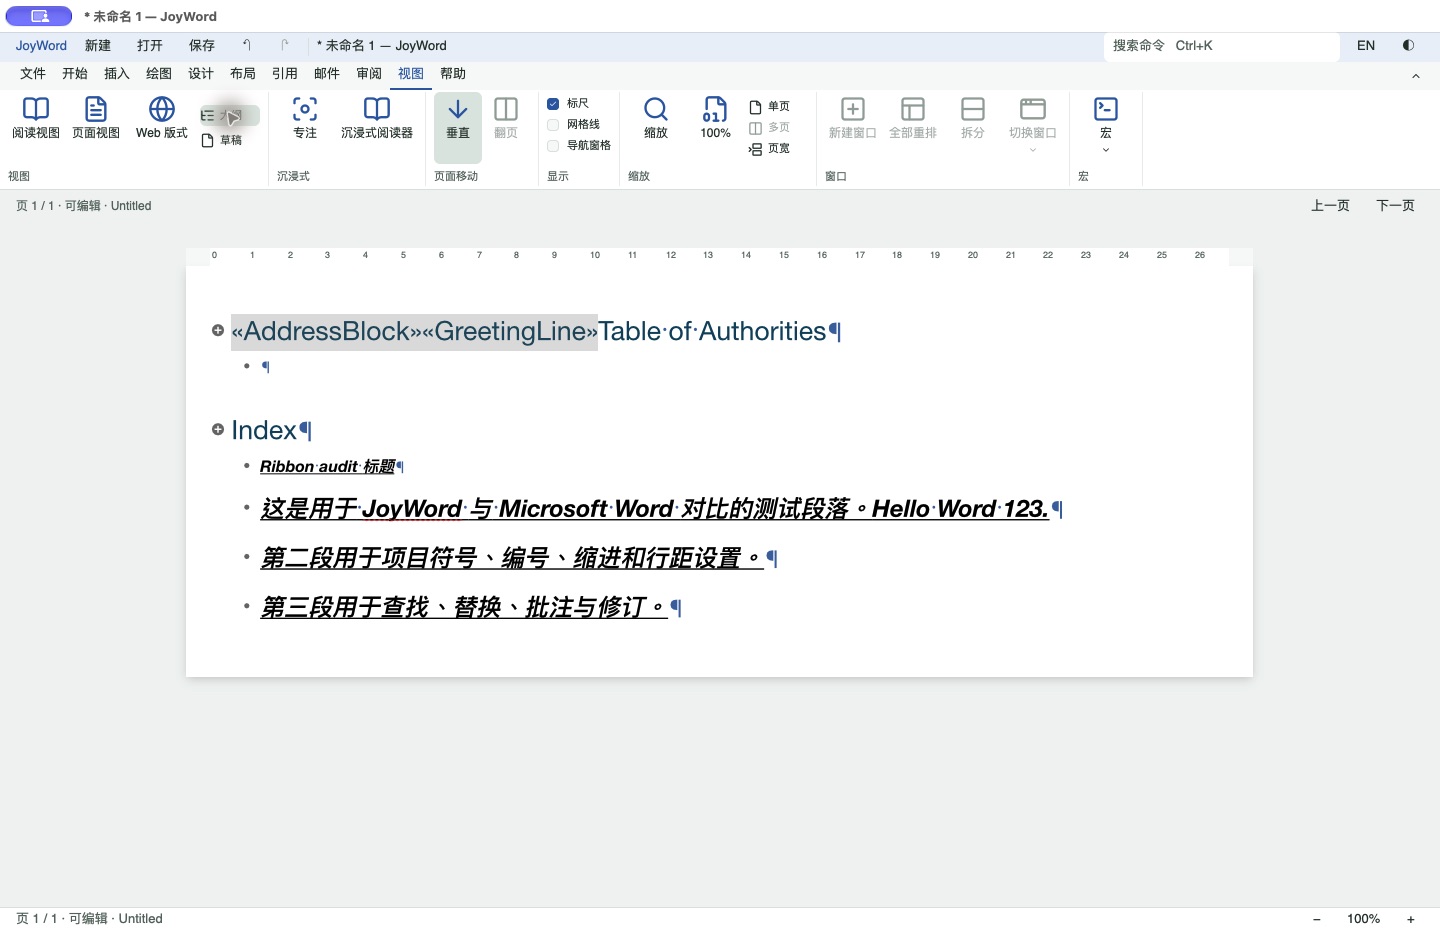 * 未命名 1 — JoyWord
JoyWord 新建 打开 保存 * 未命名 1 — JoyWord 搜索命令 Ctrl+K EN
文件 开始 插入 绘图 设计 布局 引用 邮件 审阅 视图 帮助
阅读视图 页面视图 Web 版式 草稿
视图
专注 沉浸式阅读器
沉浸式
垂直 翻页
页面移动
标尺
网格线
导航窗格
显示
缩放 100%
单页
多页
页宽
缩放
新建窗口 全部重排 拆分 切换窗口
窗口
宏
宏
页 1 / 1 · 可编辑 · Untitled 上一页 下一页
0 1 2 3 4 5 6 7 8 9 10 11 12 13 14 15 16 17 18 19 20 21 22 23 24 25 26
«AddressBlock»«GreetingLine»Table·of·Authorities¶
• ¶
Index¶
• Ribbon·audit·标题¶
• 这是用于·JoyWord·与·Microsoft·Word·对比的测试段落。Hello·Word·123.¶
• 第二段用于项目符号、编号、缩进和行距设置。¶
• 第三段用于查找、替换、批注与修订。¶
页 1 / 1 · 可编辑 · Untitled − 100% +